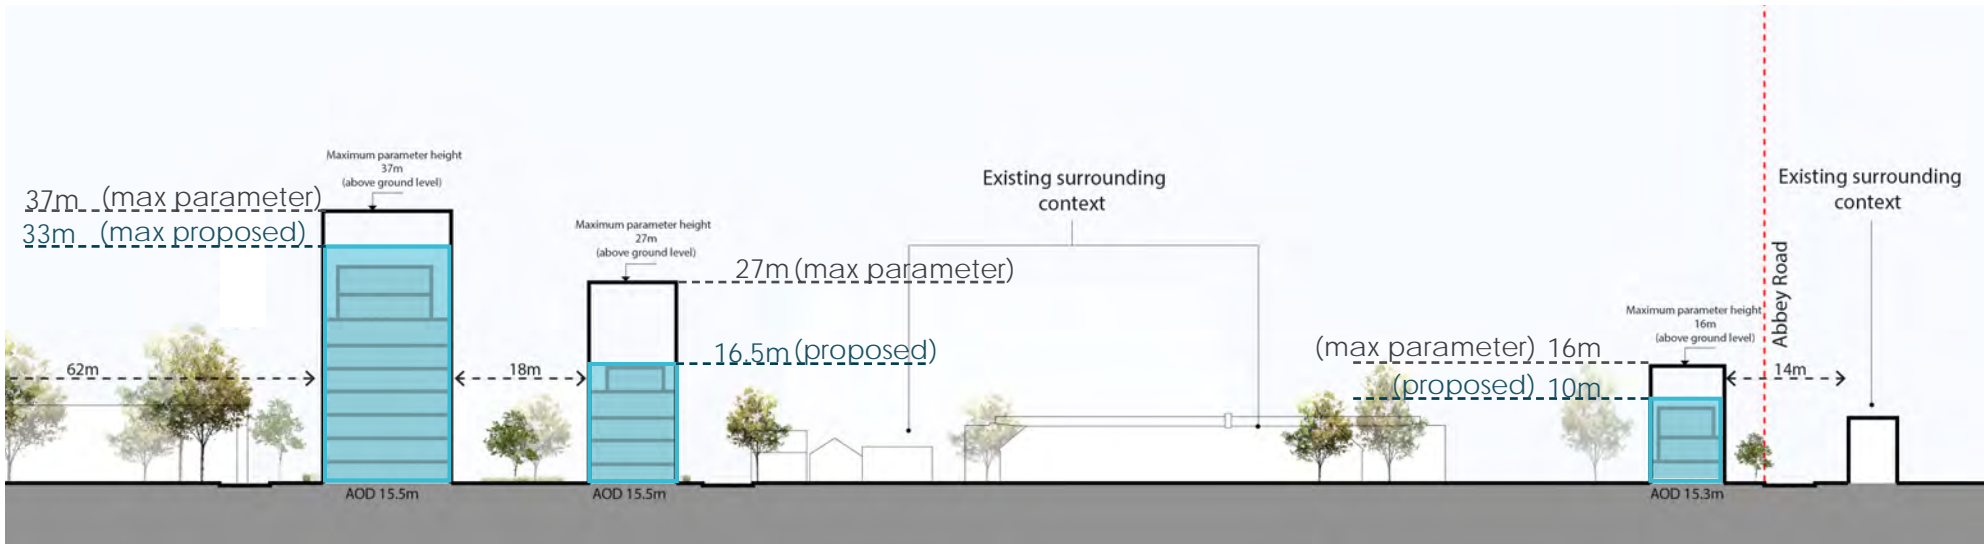 Maximum parameter height
37m
(above ground level)
37m (max parameter)
33m (max proposed)
Maximum parameter height
27m
(above ground level)
27m (max parameter)
16.5m (proposed)
62m
18m
Existing surrounding
context
Maximum parameter height
16m
(above ground level)
(max parameter) 16m
(proposed) 10m
Abbey Road
14m
Existing surrounding
context
AOD 15.5m
AOD 15.5m
AOD 15.3m